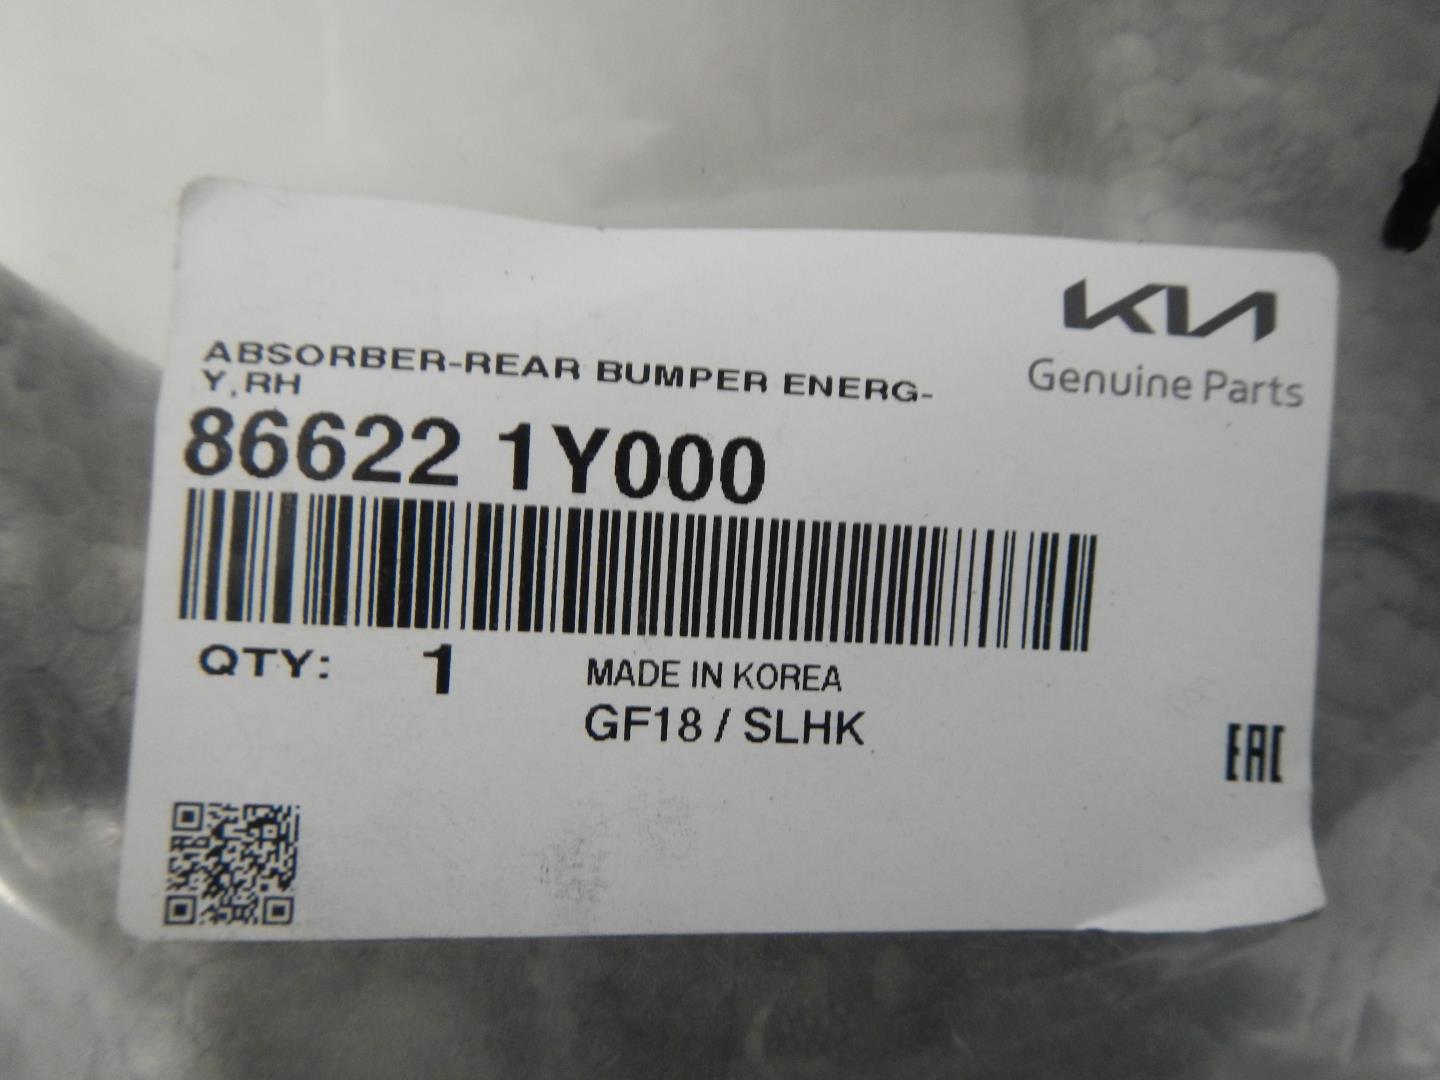 KIA
Genuine Parts
ABSORBER-REAR BUMPER ENERG-
Y,RH
86622 1Y000
QTY: 1
MADE IN KOREA
GF18 / SLHK
EAC